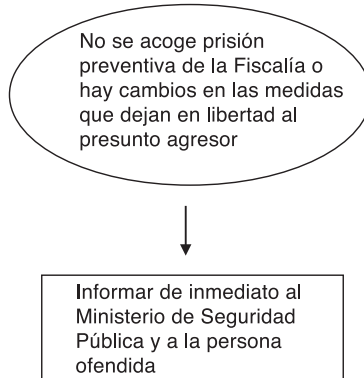 No se acoge prisión
preventiva de la Fiscalía o
hay cambios en las medidas
que dejan en libertad al
presunto agresor
Informar de inmediato al
Ministerio de Seguridad
Pública y a la persona
ofendida